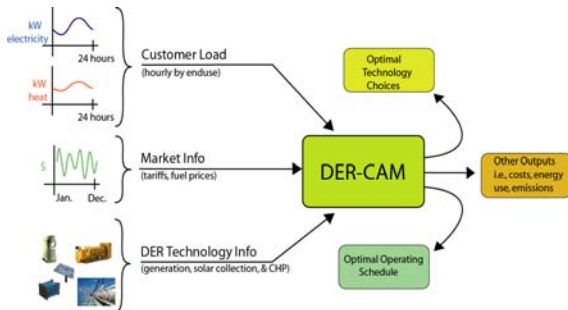 kW
electricity
24 hours
kW
heat
24 hours
Customer Load
(hourly by enduse)
$
Jan. Dec.
Market Info
(tariffs, fuel prices)
DER Technology Info
(generation, solar collection, & CHP)
DER-CAM
Optimal
Technology
Choices
Other Outputs
i.e., costs, energy
use, emissions
Optimal Operating
Schedule